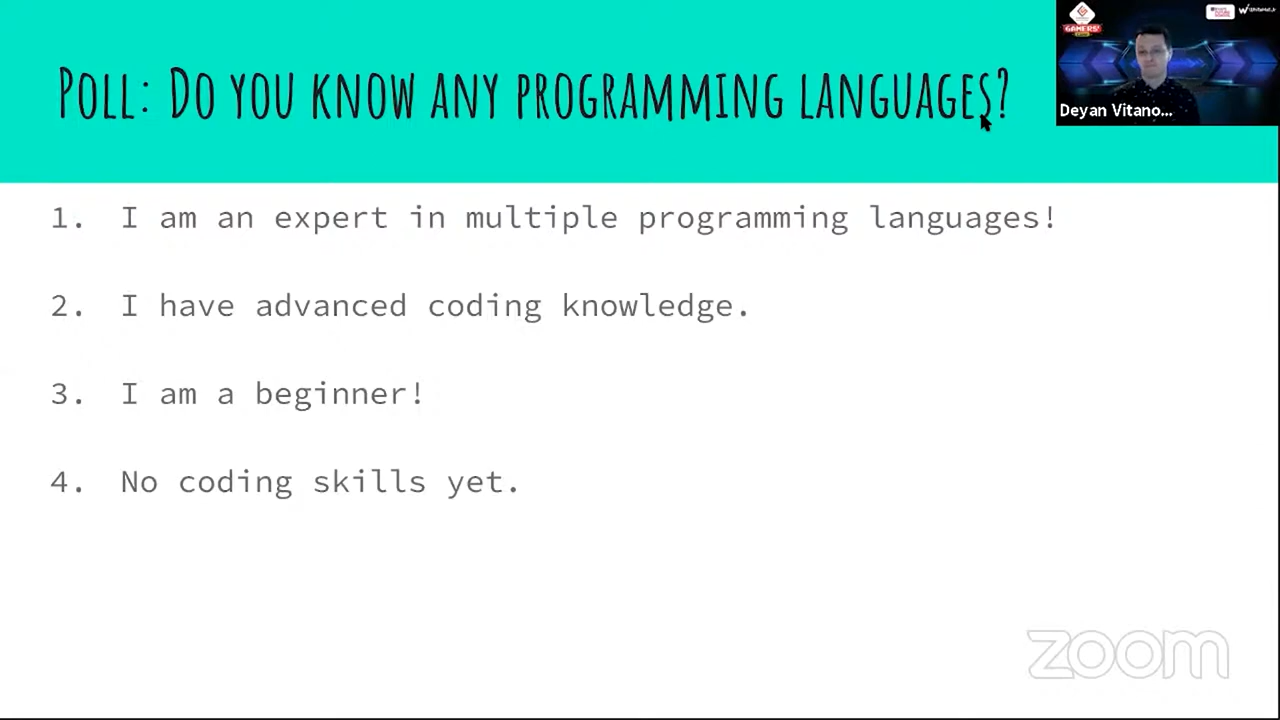 Poll: Do you know any programming languages?
GAMERS'
Deyan Vitano...
1. I am an expert in multiple programming languages!
2. I have advanced coding knowledge.
3. I am a beginner!
4. No coding skills yet.
zoom